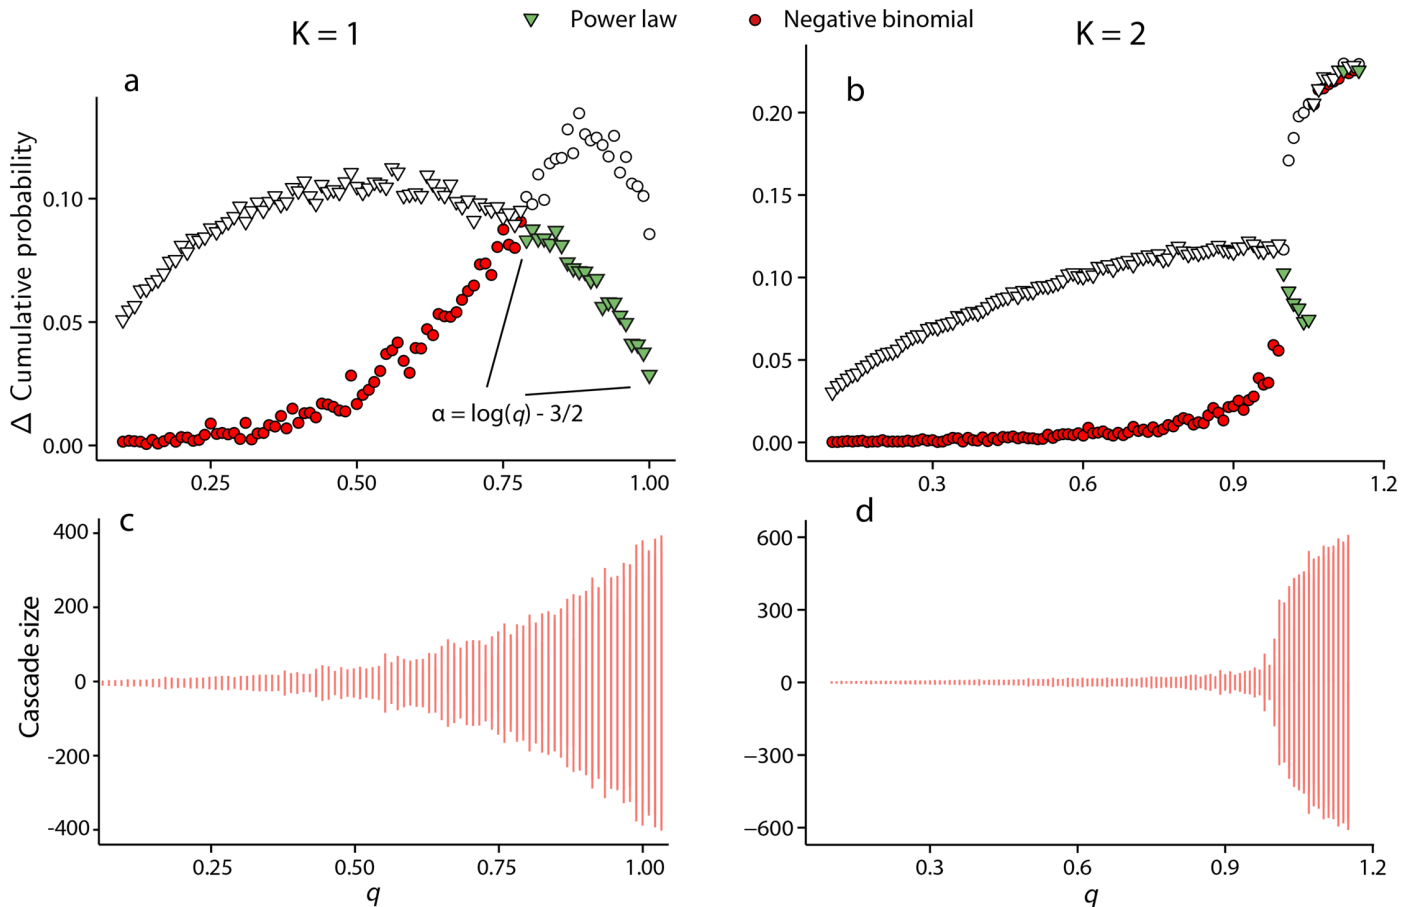 K = 1
Power law
Negative binomial
K = 2
a
b
Δ Cumulative probability
0.10
0.05
0.00
0.25
0.50
0.75
1.00
α = log(q) - 3/2
0.20
0.15
0.10
0.05
0.00
0.3
0.6
0.9
1.2
c
d
Cascade size
400
200
0
-200
-400
0.25
0.50
0.75
1.00
q
600
300
0
−300
−600
0.3
0.6
0.9
1.2
q